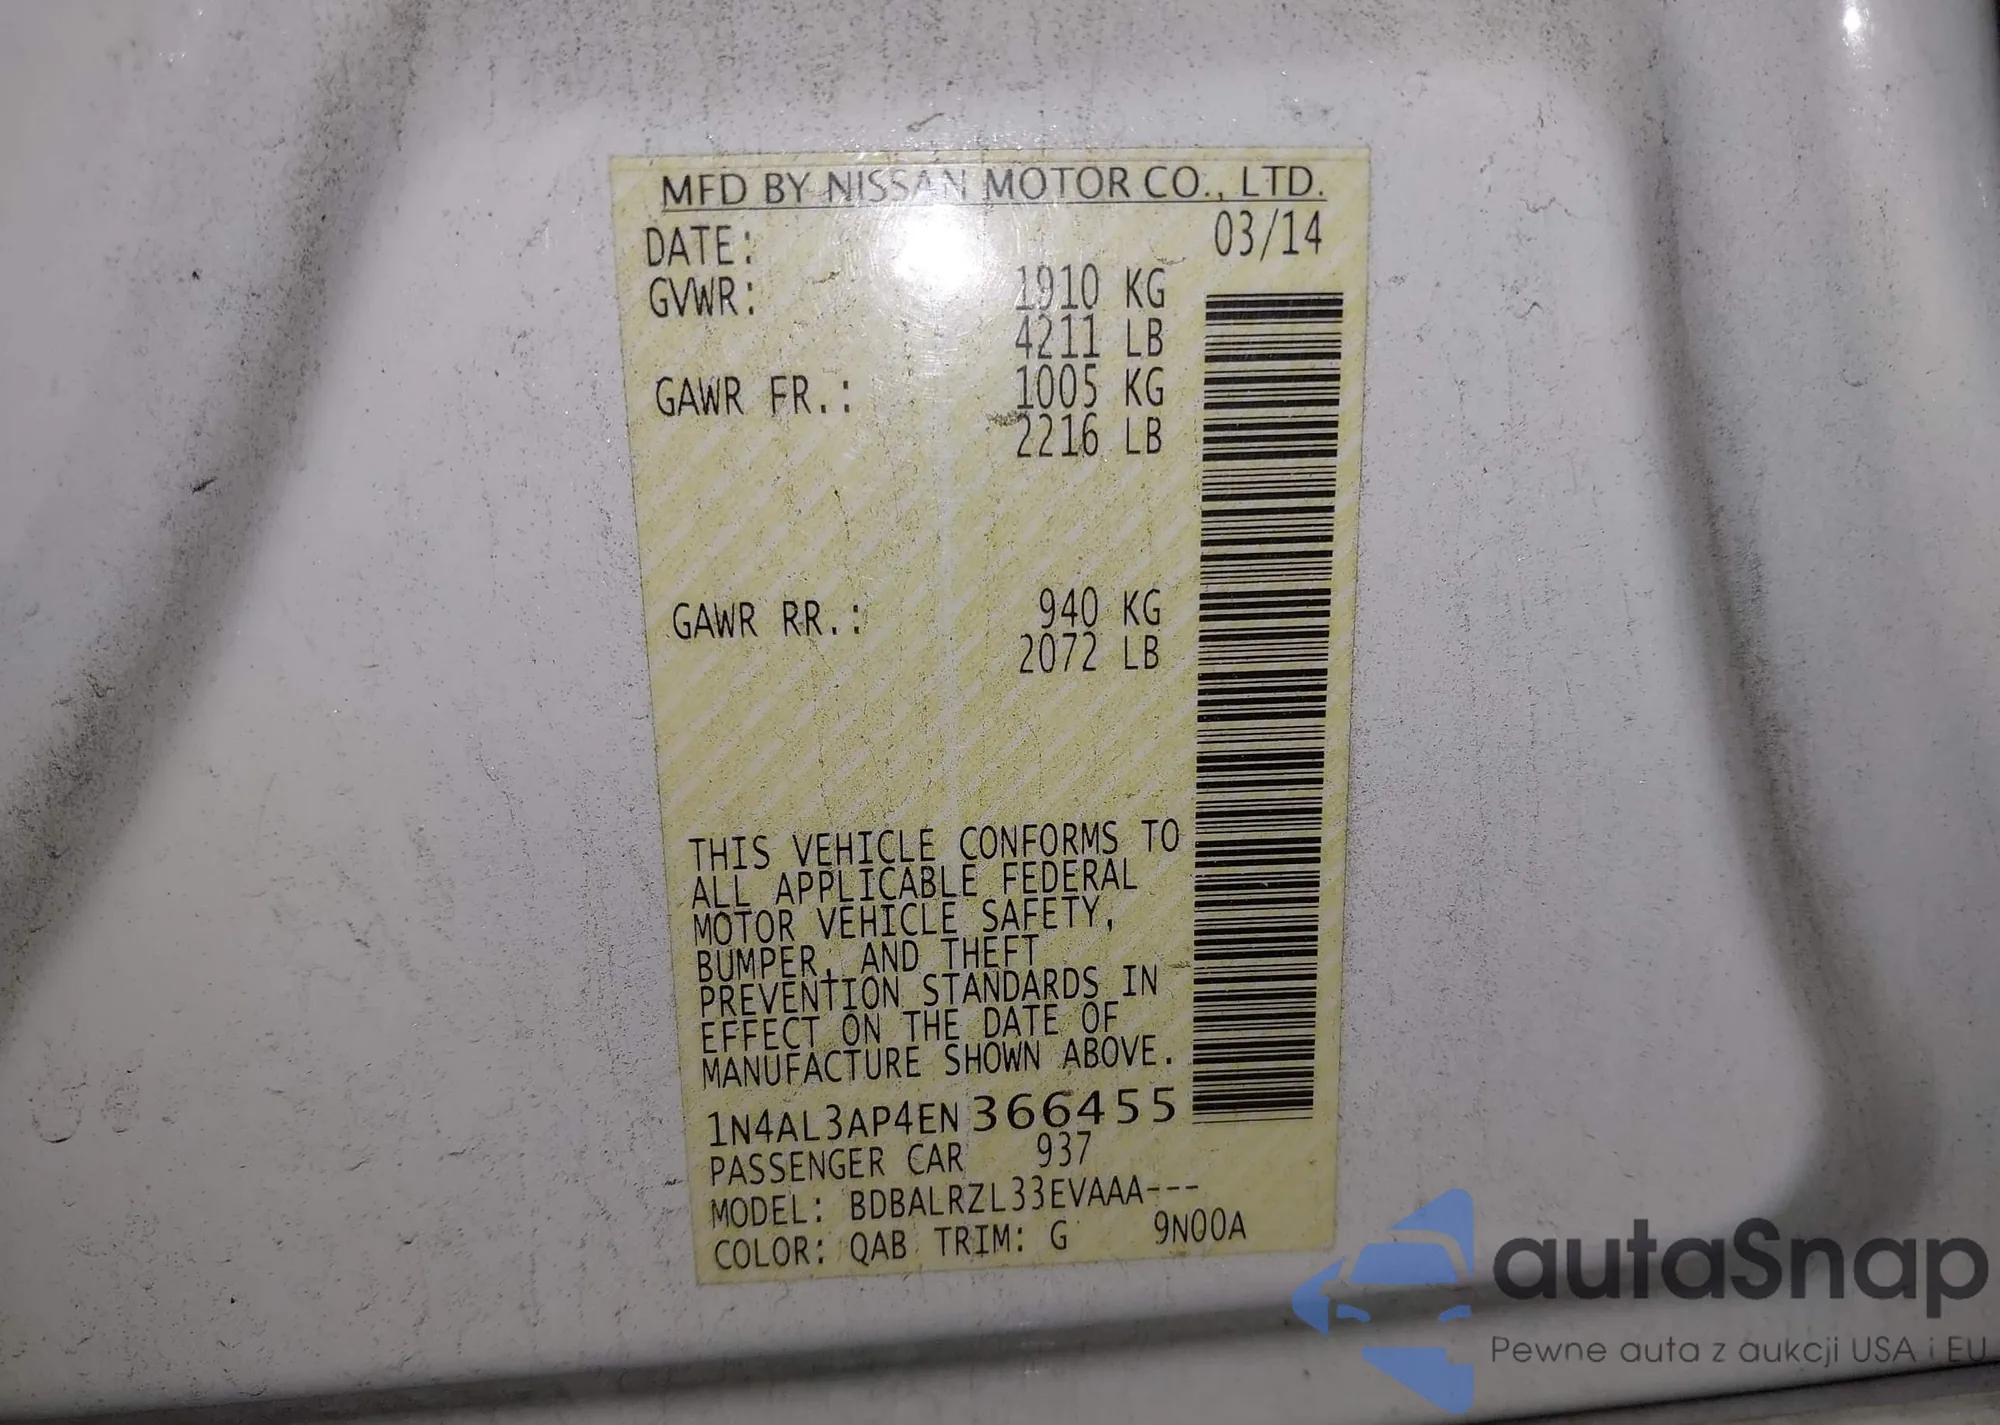 MFD BY NISSAN MOTOR CO., LTD.
DATE: 03/14
GVWR: 1910 KG
4211 LB
GAWR FR.: 1005 KG
2216 LB
GAWR RR.: 940 KG
2072 LB
THIS VEHICLE CONFORMS TO
ALL APPLICABLE FEDERAL
MOTOR VEHICLE SAFETY,
BUMPER, AND THEFT
PREVENTION STANDARDS IN
EFFECT ON THE DATE OF
MANUFACTURE SHOWN ABOVE.
1N4AL3AP4EN366455
PASSENGER CAR 937
MODEL: BDBALRZL33EVAAA---
COLOR: QAB TRIM: G 9N00A
autaSnap
Pewne auta z aukcji USA i EU